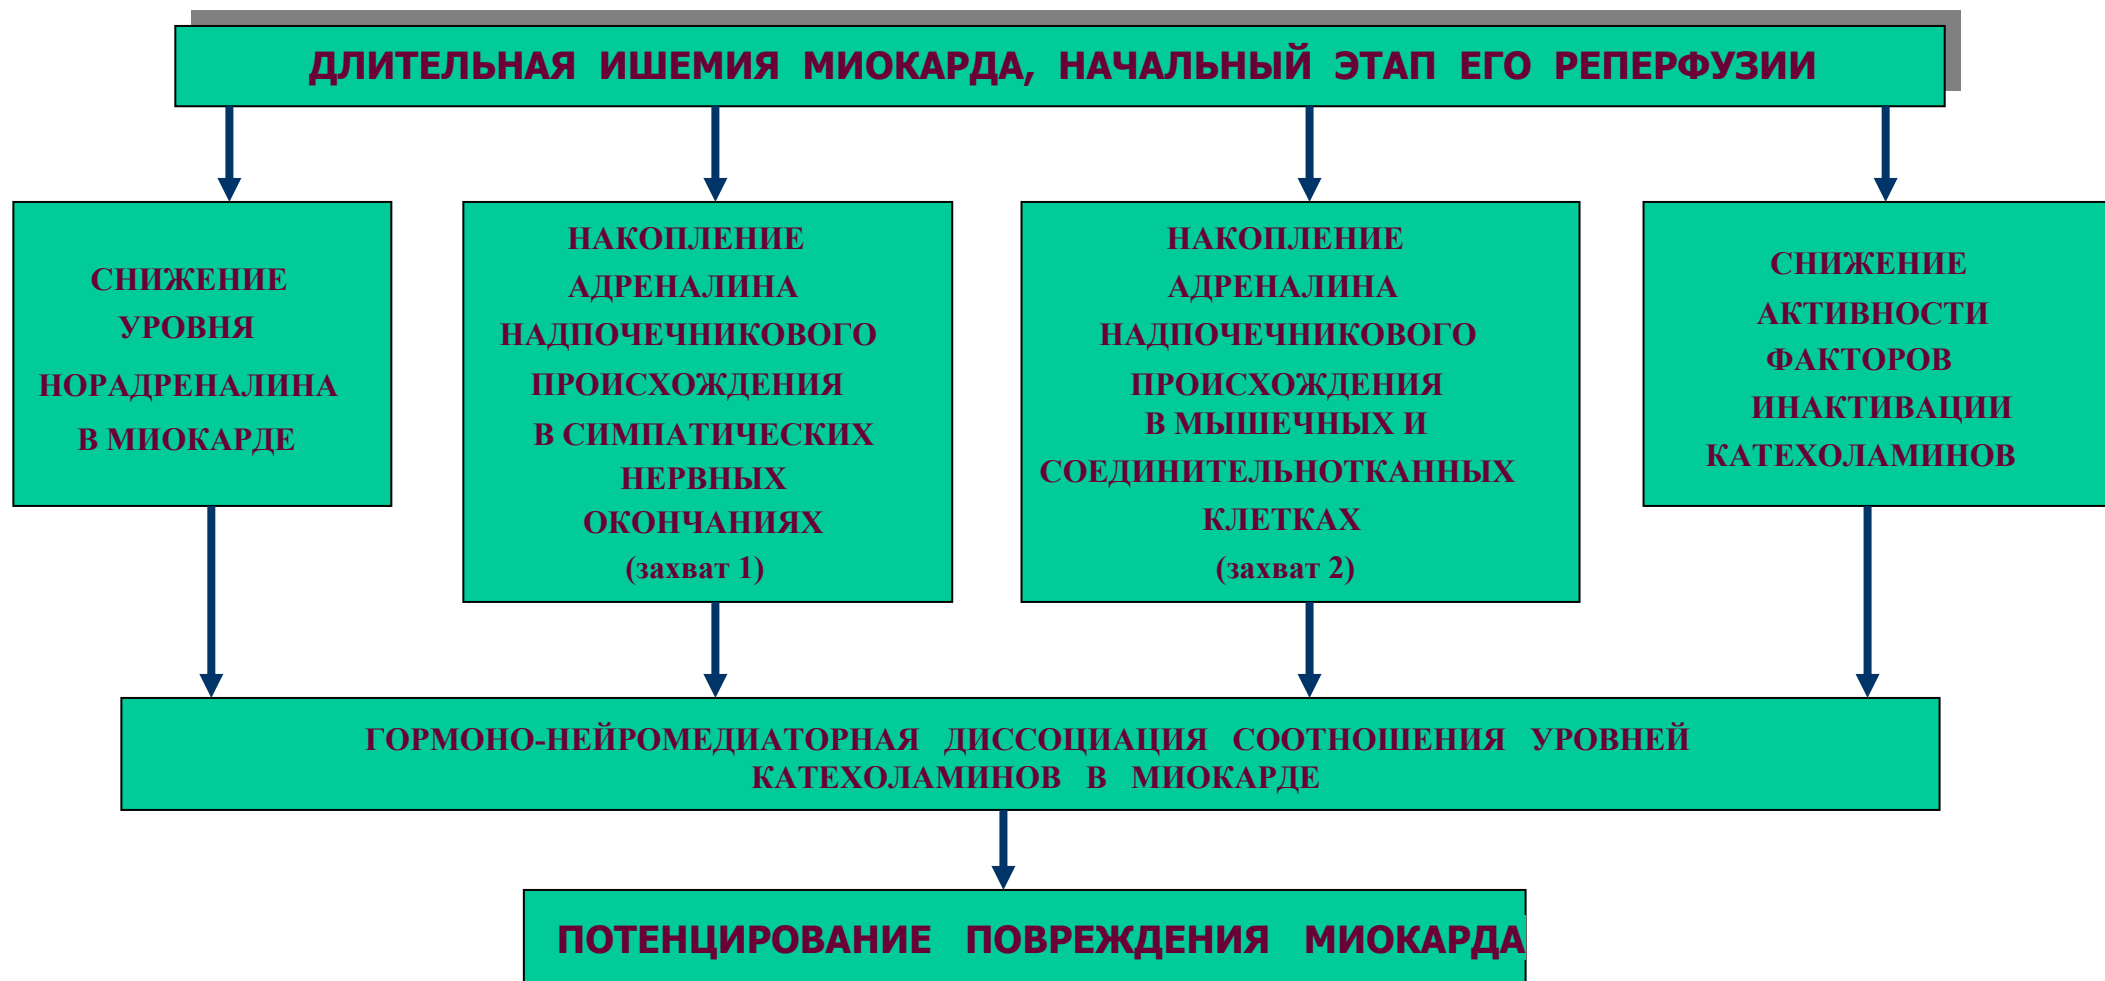 ДЛИТЕЛЬНАЯ ИШЕМИЯ МИОКАРДА, НАЧАЛЬНЫЙ ЭТАП ЕГО РЕПЕРФУЗИИ
СНИЖЕНИЕ
УРОВНЯ
НОРАДРЕНАЛИНА
В МИОКАРДЕ
НАКОПЛЕНИЕ
АДРЕНАЛИНА
НАДПОЧЕЧНИКОВОГО
ПРОИСХОЖДЕНИЯ
В СИМПАТИЧЕСКИХ
НЕРВНЫХ
ОКОНЧАНИЯХ
(захват 1)
НАКОПЛЕНИЕ
АДРЕНАЛИНА
НАДПОЧЕЧНИКОВОГО
ПРОИСХОЖДЕНИЯ
В МЫШЕЧНЫХ И
СОЕДИНИТЕЛЬНОТКАННЫХ
КЛЕТКАХ
(захват 2)
СНИЖЕНИЕ
АКТИВНОСТИ
ФАКТОРОВ
ИНАКТИВАЦИИ
КАТЕХОЛАМИНОВ
ГОРМОНО-НЕЙРОМЕДИАТОРНАЯ ДИССОЦИАЦИЯ СООТНОШЕНИЯ УРОВНЕЙ
КАТЕХОЛАМИНОВ В МИОКАРДЕ
ПОТЕНЦИРОВАНИЕ ПОВРЕЖДЕНИЯ МИОКАРДА